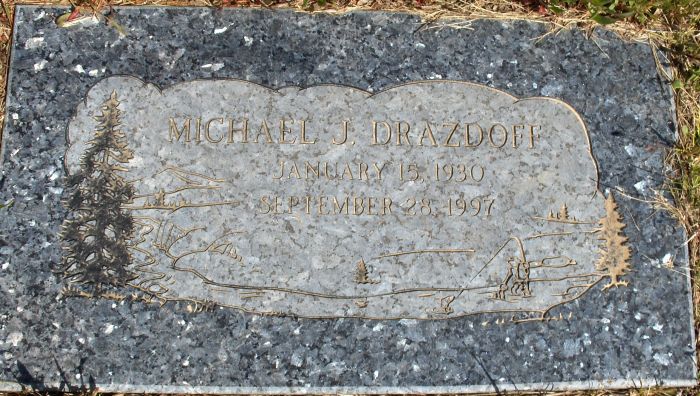 MICHAEL J. DRAZDOFF
JANUARY 15, 1930
SEPTEMBER 28, 1997